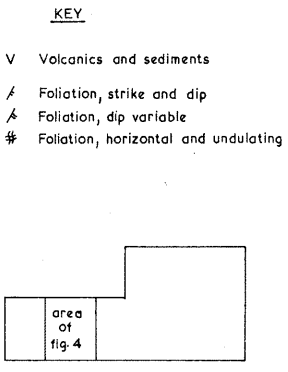 KEY
V Volcanics and sediments
Foliation, strike and dip
Foliation, dip variable
# Foliation, horizontal and undulating
area
of
fig. 4